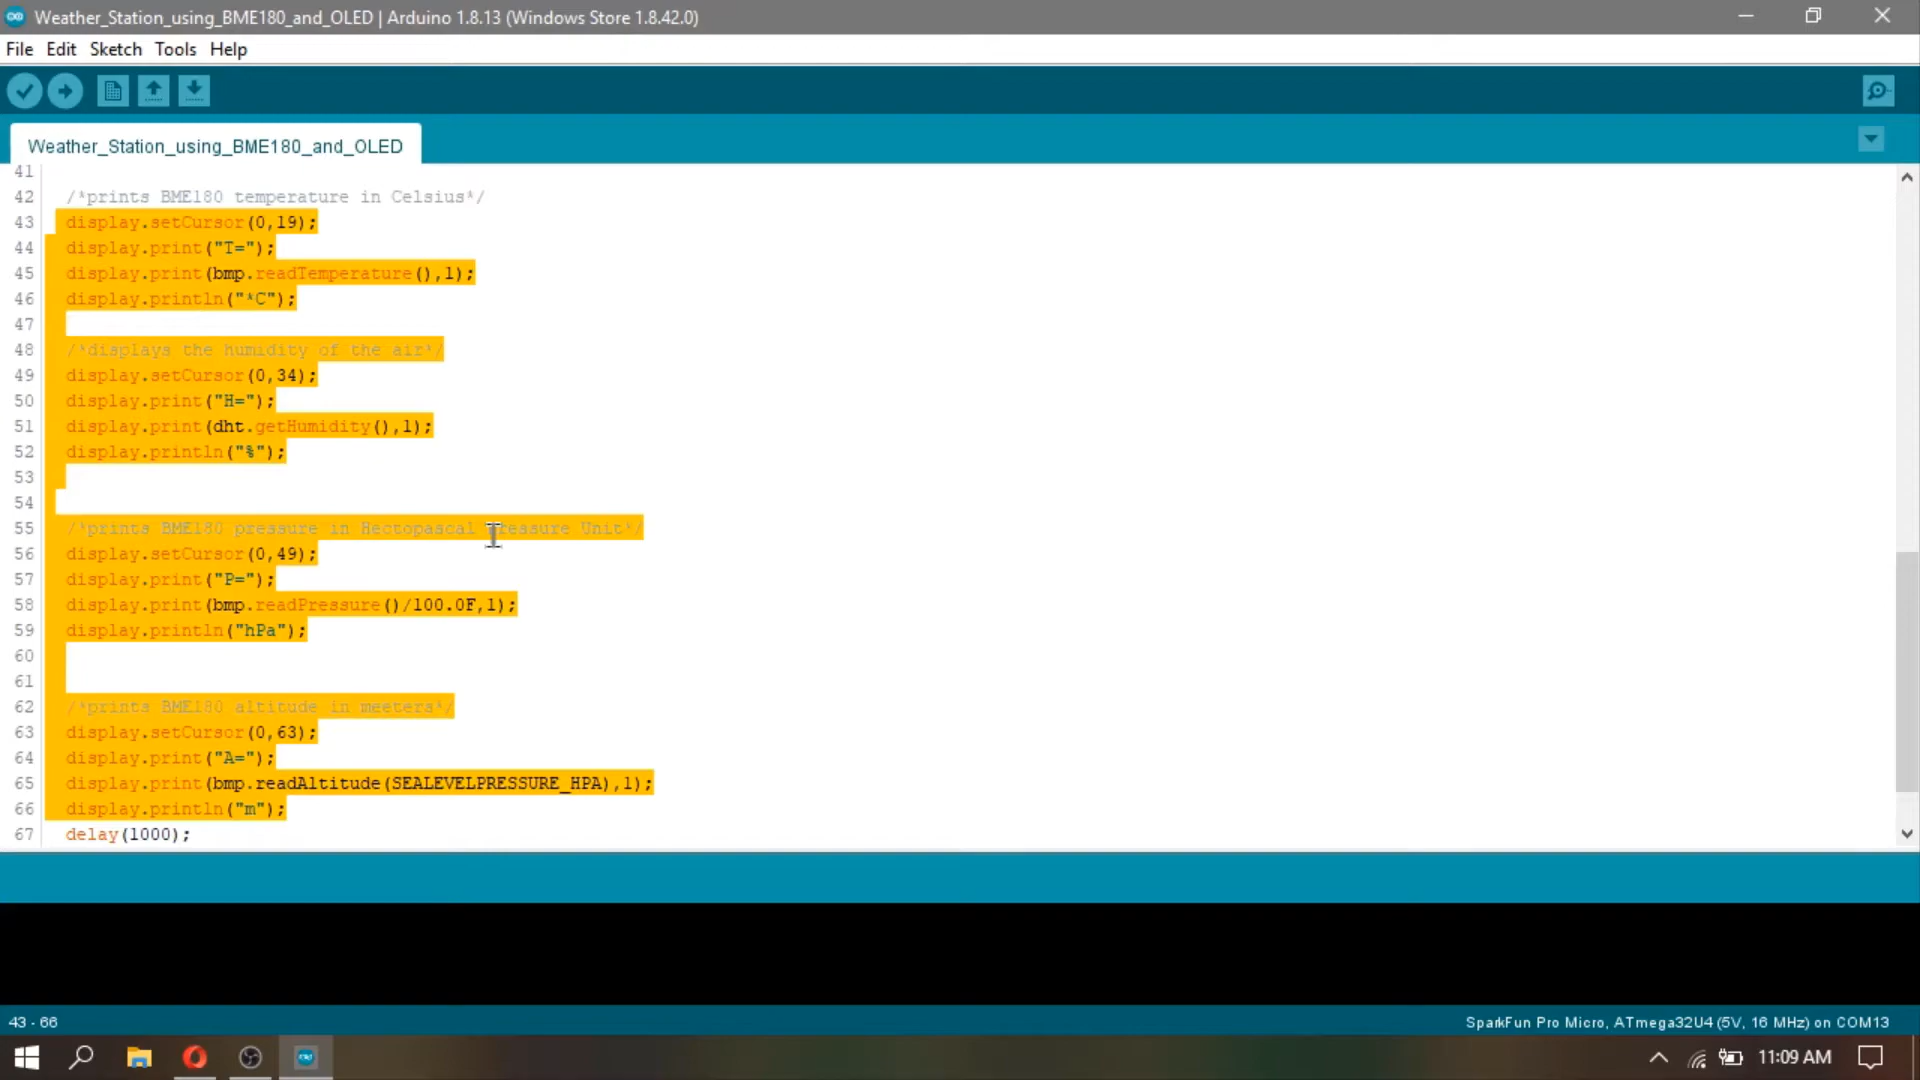 Weather_Station_using_BME180_and_OLED | Arduino 1.8.13 (Windows Store 1.8.42.0)
File Edit Sketch Tools Help
Weather_Station_using_BME180_and_OLED
41
42 /*prints BME180 temperature in Celsius*/
43 display.setCursor(0,19);
44 display.print("T=");
45 display.print(bmp.readTemperature(),1);
46 display.println("*C");
47
48 /*displays the humidity of the air*/
49 display.setCursor(0,34);
50 display.print("H=");
51 display.print(dht.getHumidity(),1);
52 display.println("%");
53
54
55 /*prints BME180 pressure in Hectopascal Preasure Unit*/
56 display.setCursor(0,49);
57 display.print("P=");
58 display.print(bmp.readPressure()/100.0F,1);
59 display.println("hPa");
60
61
62 /*prints BME180 altitude in meeters*/
63 display.setCursor(0,63);
64 display.print("A=");
65 display.print(bmp.readAltitude(SEALEVELPRESSURE_HPA),1);
66 display.println("m");
67 delay(1000);
43 - 66
SparkFun Pro Micro, ATmega32U4 (5V, 16 MHz) on COM13
11:09 AM